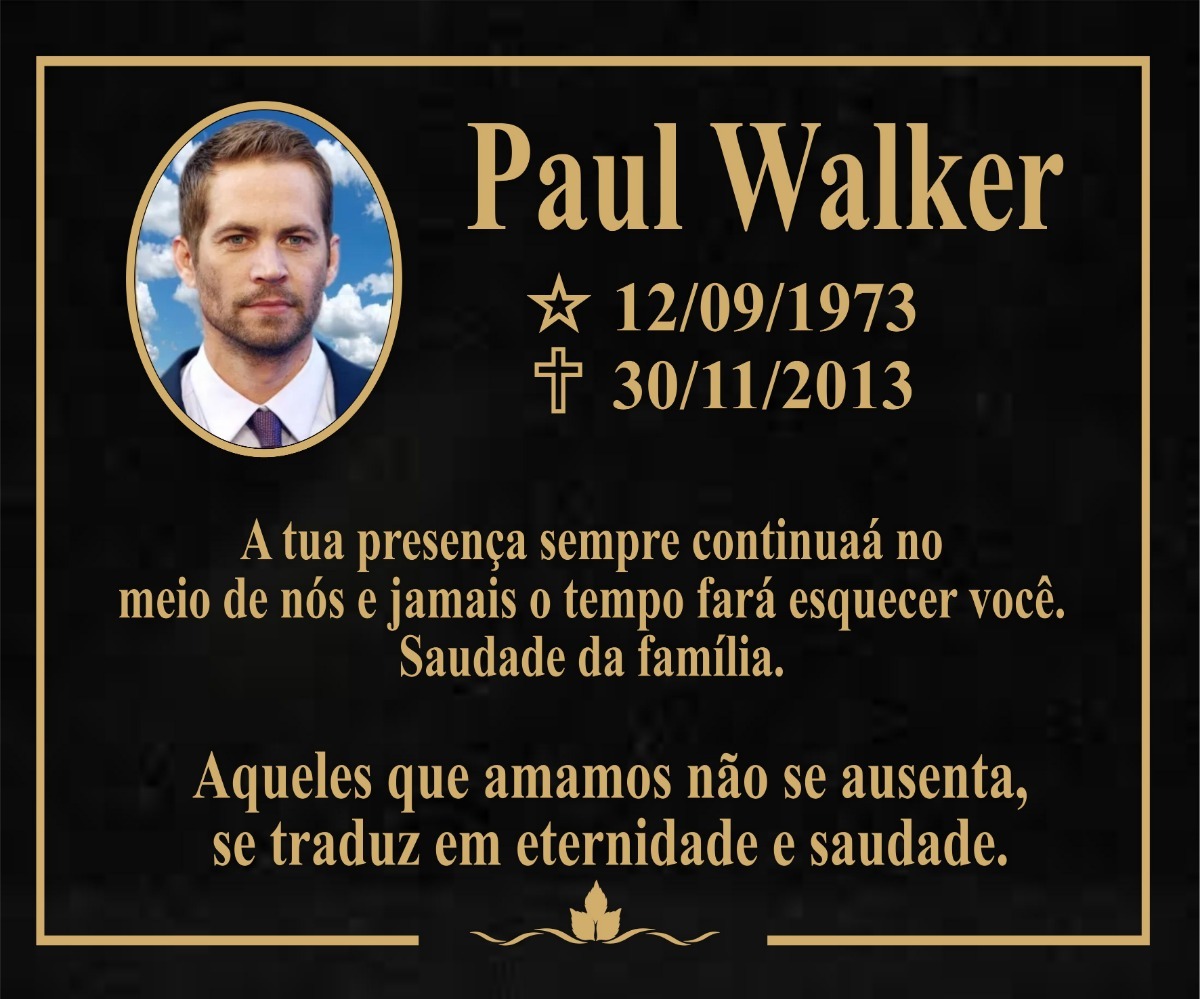 Paul Walker
12/09/1973
30/11/2013
A tua presença sempre continuaá no
meio de nós e jamais o tempo fará esquecer você.
Saudade da família.
Aqueles que amamos não se ausenta,
se traduz em eternidade e saudade.